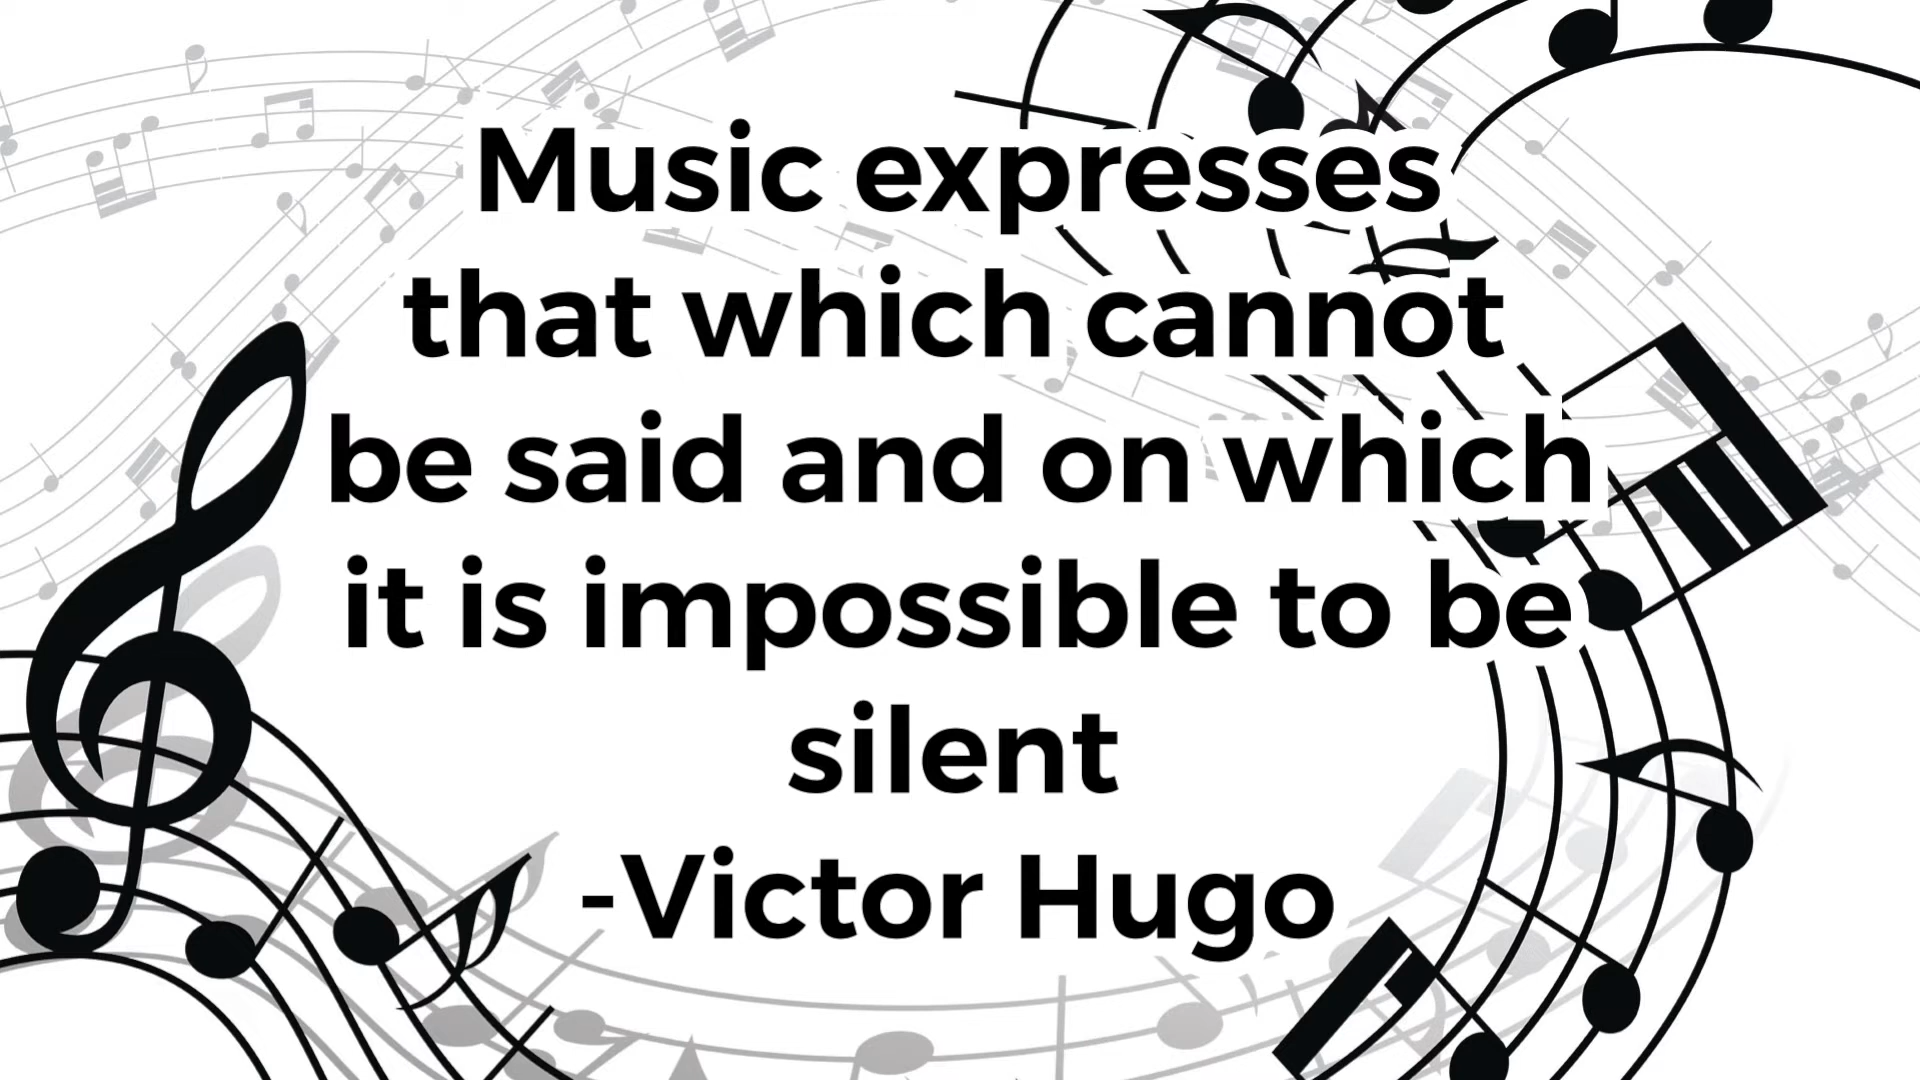 Music expresses
that which cannot
be said and on which
it is impossible to be
silent
-Victor Hugo